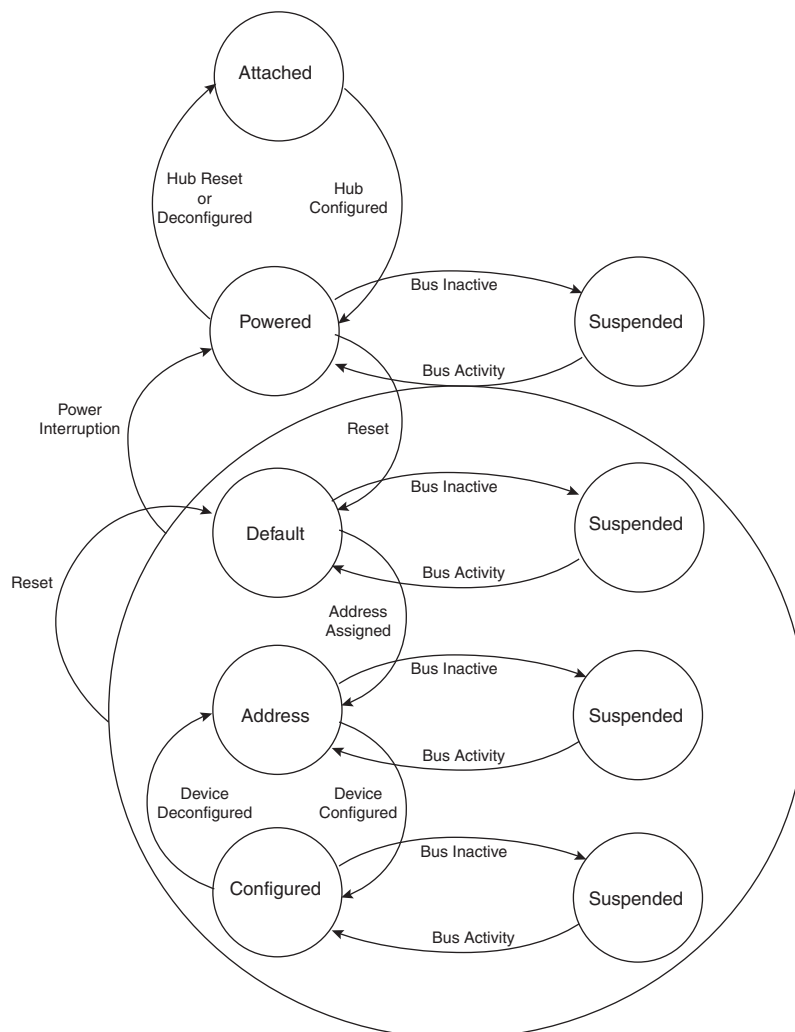 Attached
Hub Reset
or
Deconfigured
Hub
Configured
Bus Inactive
Powered
Suspended
Bus Activity
Power
Interruption
Reset
Bus Inactive
Default
Suspended
Bus Activity
Reset
Address
Assigned
Bus Inactive
Address
Suspended
Bus Activity
Device
Deconfigured
Device
Configured
Bus Inactive
Configured
Suspended
Bus Activity